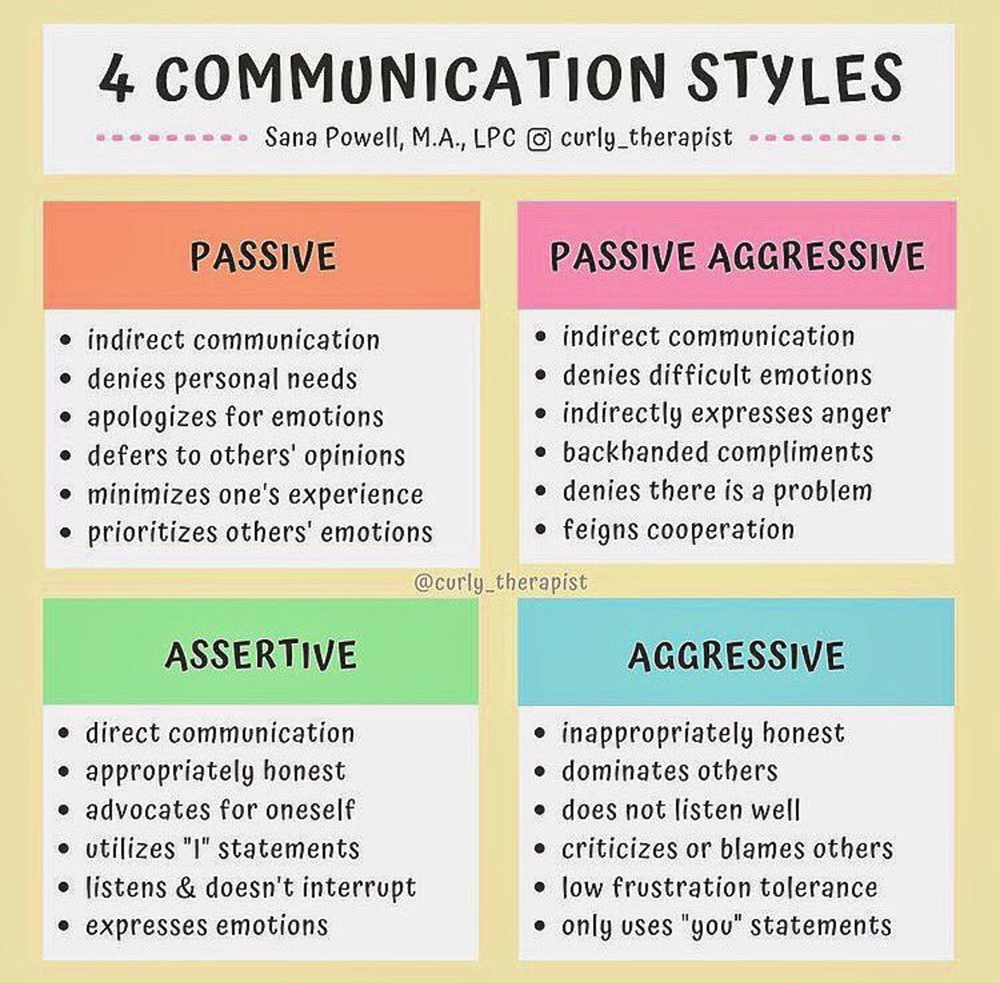 4 COMMUNICATION STYLES
Sana Powell, M.A., LPC curly_therapist
PASSIVE
• indirect communication
• denies personal needs
• apologizes for emotions
• defers to others' opinions
• minimizes one's experience
• prioritizes others' emotions
PASSIVE AGGRESSIVE
• indirect communication
• denies difficult emotions
• indirectly expresses anger
• backhanded compliments
• denies there is a problem
• feigns cooperation
@curly_therapist
ASSERTIVE
• direct communication
• appropriately honest
• advocates for oneself
• utilizes "I" statements
• listens & doesn't interrupt
• expresses emotions
AGGRESSIVE
• inappropriately honest
• dominates others
• does not listen well
• criticizes or blames others
• low frustration tolerance
• only uses "you" statements